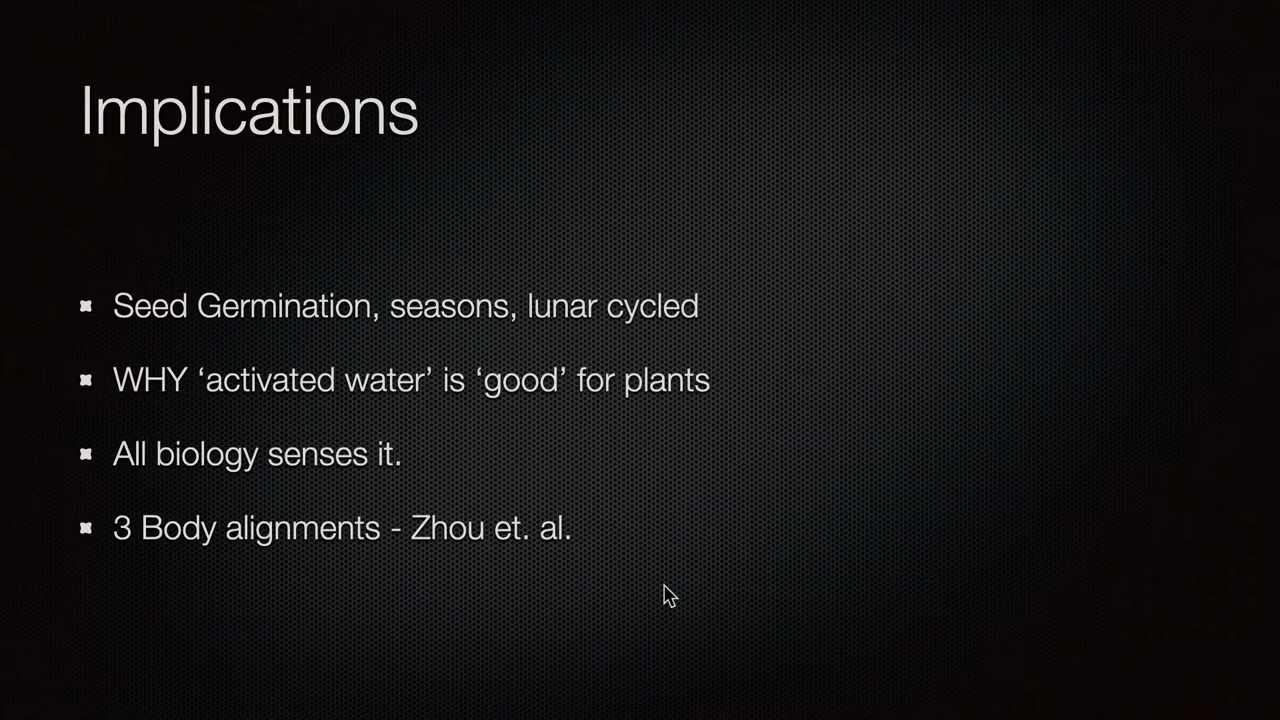 Implications
Seed Germination, seasons, lunar cycled
WHY ‘activated water’ is ‘good’ for plants
All biology senses it.
3 Body alignments - Zhou et. al.